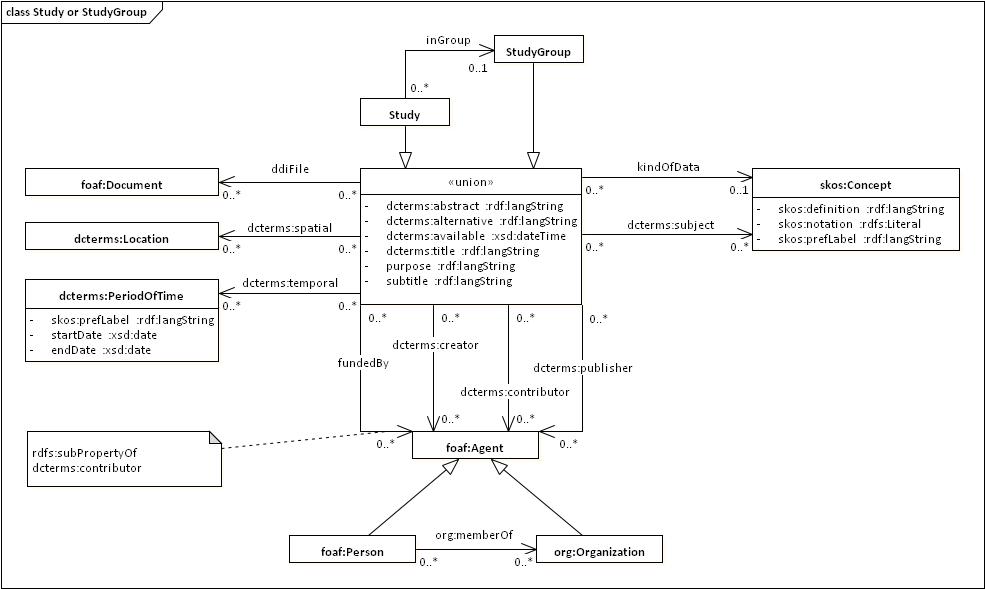 class Study or StudyGroup
inGroup
StudyGroup
0..1
0..*
Study
ddiFile
foaf:Document
0..*
0..*
dcterms:spatial
dcterms:Location
0..*
0..*
dcterms:temporal
dcterms:PeriodOfTime
0..*
0..*
- skos:prefLabel :rdf:langString
- startDate :xsd:date
- endDate :xsd:date
«union»
- dcterms:abstract :rdf:langString
- dcterms:alternative :rdf:langString
- dcterms:available :xsd:dateTime
- dcterms:title :rdf:langString
- purpose :rdf:langString
- subtitle :rdf:langString
kindOfData
0..*
0..1
dcterms:subject
0..*
0..*
skos:Concept
- skos:definition :rdf:langString
- skos:notation :rdfs:Literal
- skos:prefLabel :rdf:langString
0..*
0..*
0..*
0..*
dcterms:creator
fundedBy
dcterms:publisher
dcterms:contributor
0..*
0..*
0..*
0..*
foaf:Agent
rdfs:subPropertyOf
dcterms:contributor
org:memberOf
foaf:Person
org:Organization
0..*
0..*